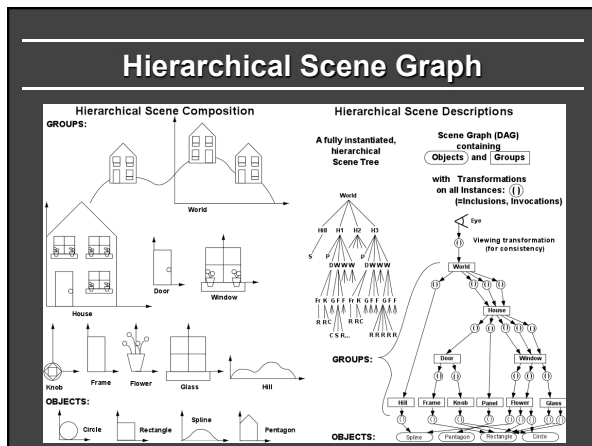 Hierarchical Scene Graph
Hierarchical Scene Composition
GROUPS:
World
House
Door
Window
Knob
Frame
Flower
Glass
Hill
OBJECTS:
Circle
Rectangle
Spline
Pentagon
Hierarchical Scene Descriptions
A fully instantiated,
hierarchical
Scene Tree
Scene Graph (DAG)
containing
Objects and Groups
with Transformations
on all Instances: ( )
(=Inclusions, Invocations)
World
Hill H1 H2 H3
S P P
D W W W W D W W W W
Fr K G F F Fr K G F F G F F
R R C R R C
C S R... R R R R R
Eye
( )
Viewing transformation
(for consistency)
World
( ) ( ) ( ) ( )
House
( ) ( ) ( ) ( ) ( ) ( )
GROUPS:
Door Window
( ) ( ) ( ) ( ) ( )
Hill Frame Knob Panel Flower Glass
OBJECTS:
Spline Pentagon Rectangle Circle